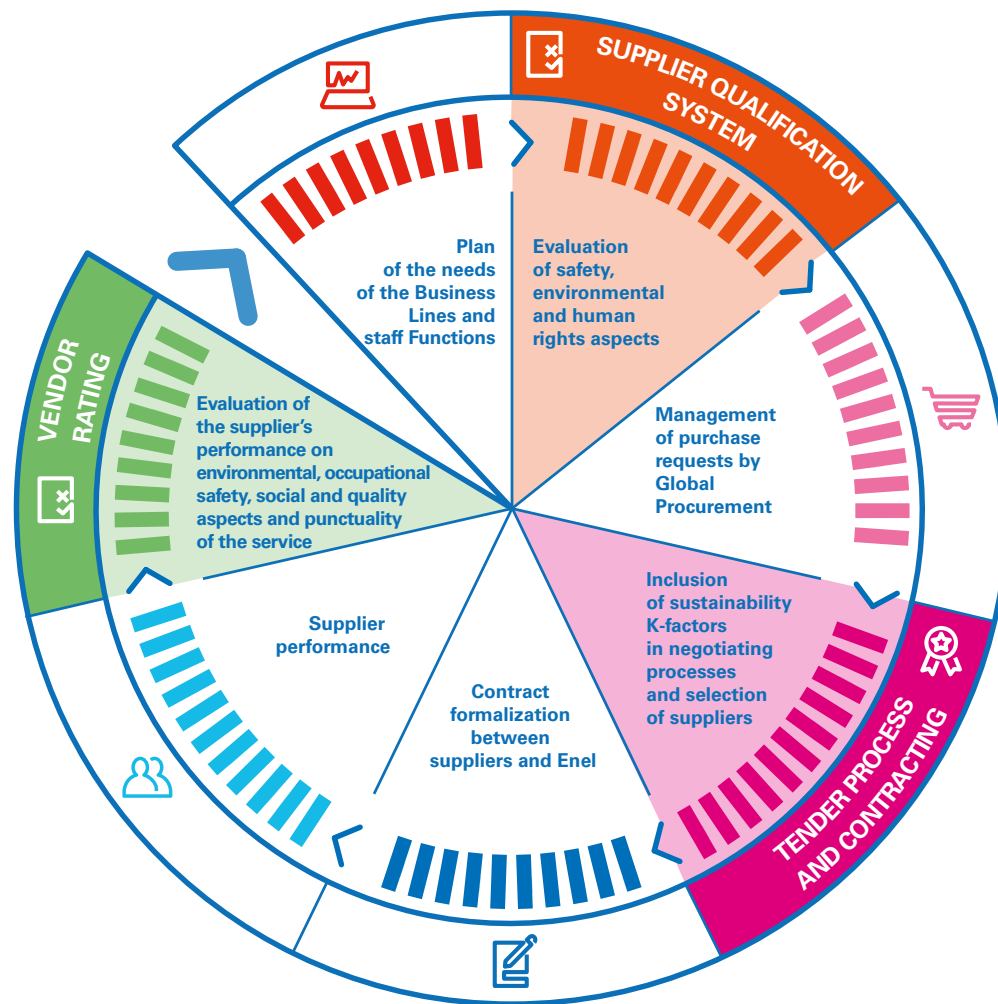 SUPPLIER QUALIFICATION
SYSTEM
Plan
of the needs
of the Business
Lines and
staff Functions
Evaluation
of safety,
environmental
and human
rights aspects
Management
of purchase
requests by
Global
Procurement
Inclusion
of sustainability
K-factors
in negotiating
processes
and selection
of suppliers
TENDER PROCESS
AND CONTRACTING
Contract
formalization
between
suppliers and Enel
Supplier
performance
Evaluation of
the supplier's
performance on
environmental, occupational
safety, social and quality
aspects and punctuality
of the service
VENDOR
RATING